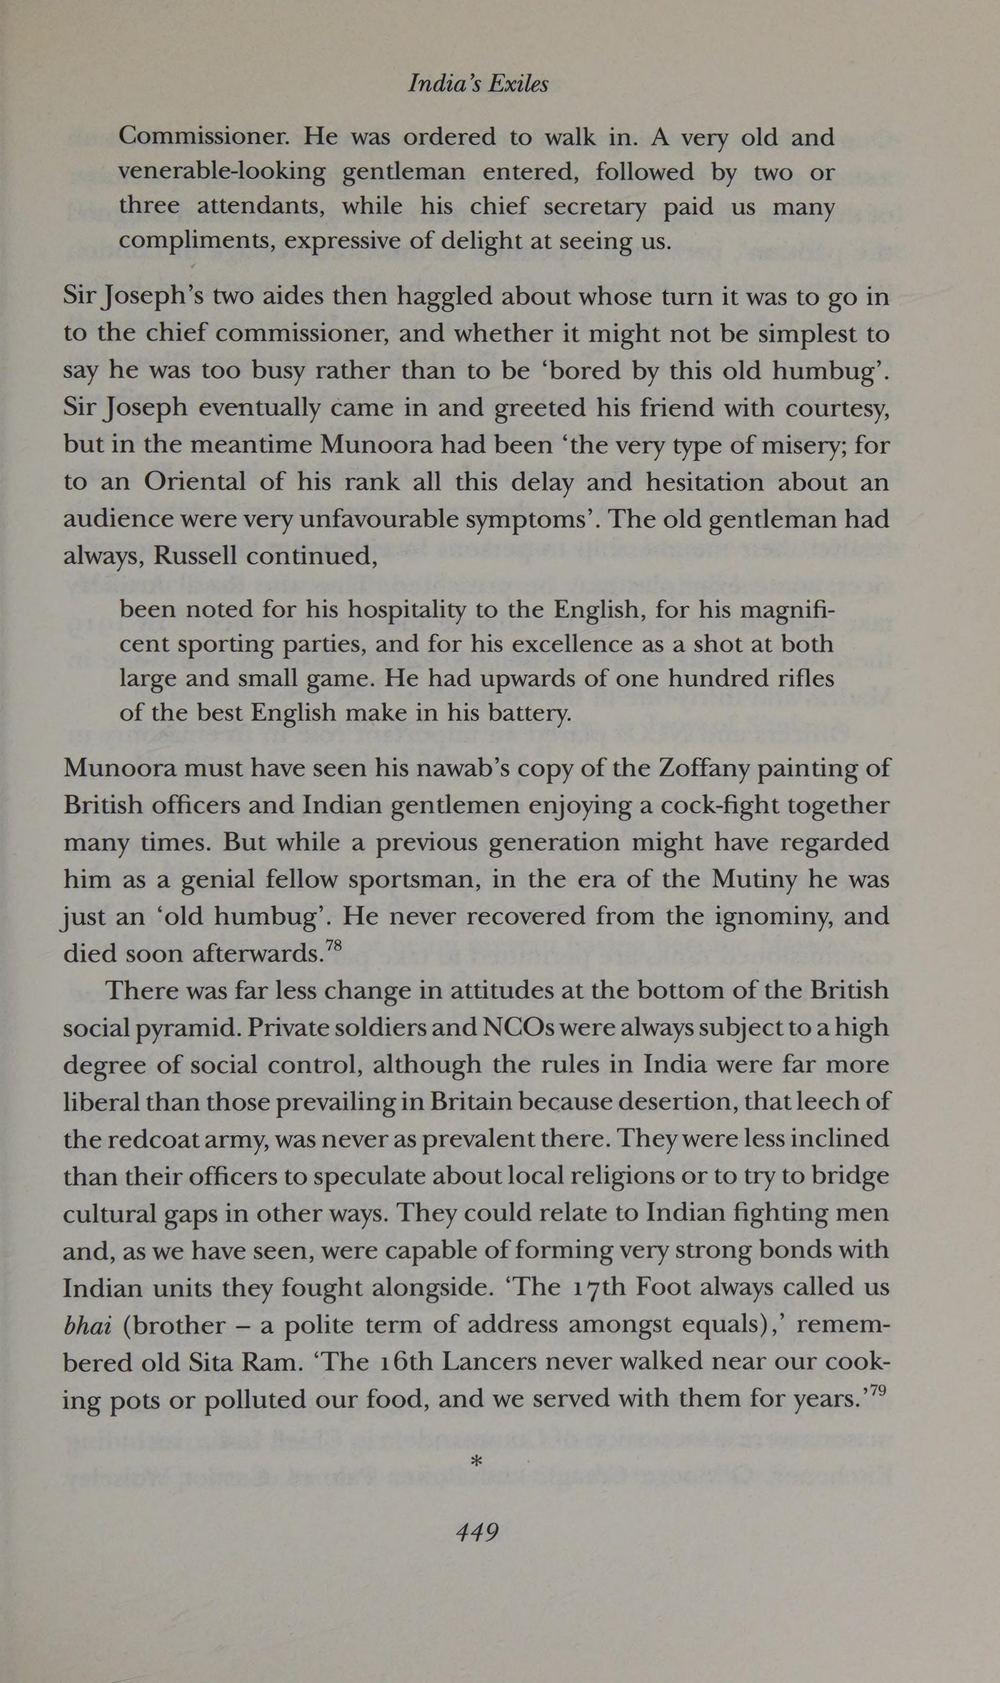 India's Exiles
Commissioner. He was ordered to walk in. A very old and
venerable-looking gentleman entered, followed by two or
three attendants, while his chief secretary paid us many
compliments, expressive of delight at seeing us.
Sir Joseph's two aides then haggled about whose turn it was to go in
to the chief commissioner, and whether it might not be simplest to
say he was too busy rather than to be ‘bored by this old humbug’.
Sir Joseph eventually came in and greeted his friend with courtesy,
but in the meantime Munoora had been ‘the very type of misery; for
to an Oriental of his rank all this delay and hesitation about an
audience were very unfavourable symptoms’. The old gentleman had
always, Russell continued,
been noted for his hospitality to the English, for his magnifi-
cent sporting parties, and for his excellence as a shot at both
large and small game. He had upwards of one hundred rifles
of the best English make in his battery.
Munoora must have seen his nawab's copy of the Zoffany painting of
British officers and Indian gentlemen enjoying a cock-fight together
many times. But while a previous generation might have regarded
him as a genial fellow sportsman, in the era of the Mutiny he was
just an ‘old humbug’. He never recovered from the ignominy, and
died soon afterwards.78
There was far less change in attitudes at the bottom of the British
social pyramid. Private soldiers and NCOs were always subject to a high
degree of social control, although the rules in India were far more
liberal than those prevailing in Britain because desertion, that leech of
the redcoat army, was never as prevalent there. They were less inclined
than their officers to speculate about local religions or to try to bridge
cultural gaps in other ways. They could relate to Indian fighting men
and, as we have seen, were capable of forming very strong bonds with
Indian units they fought alongside. ‘The 17th Foot always called us
bhai (brother – a polite term of address amongst equals),’ remem-
bered old Sita Ram. ‘The 16th Lancers never walked near our cook-
ing pots or polluted our food, and we served with them for years.’79
*
449